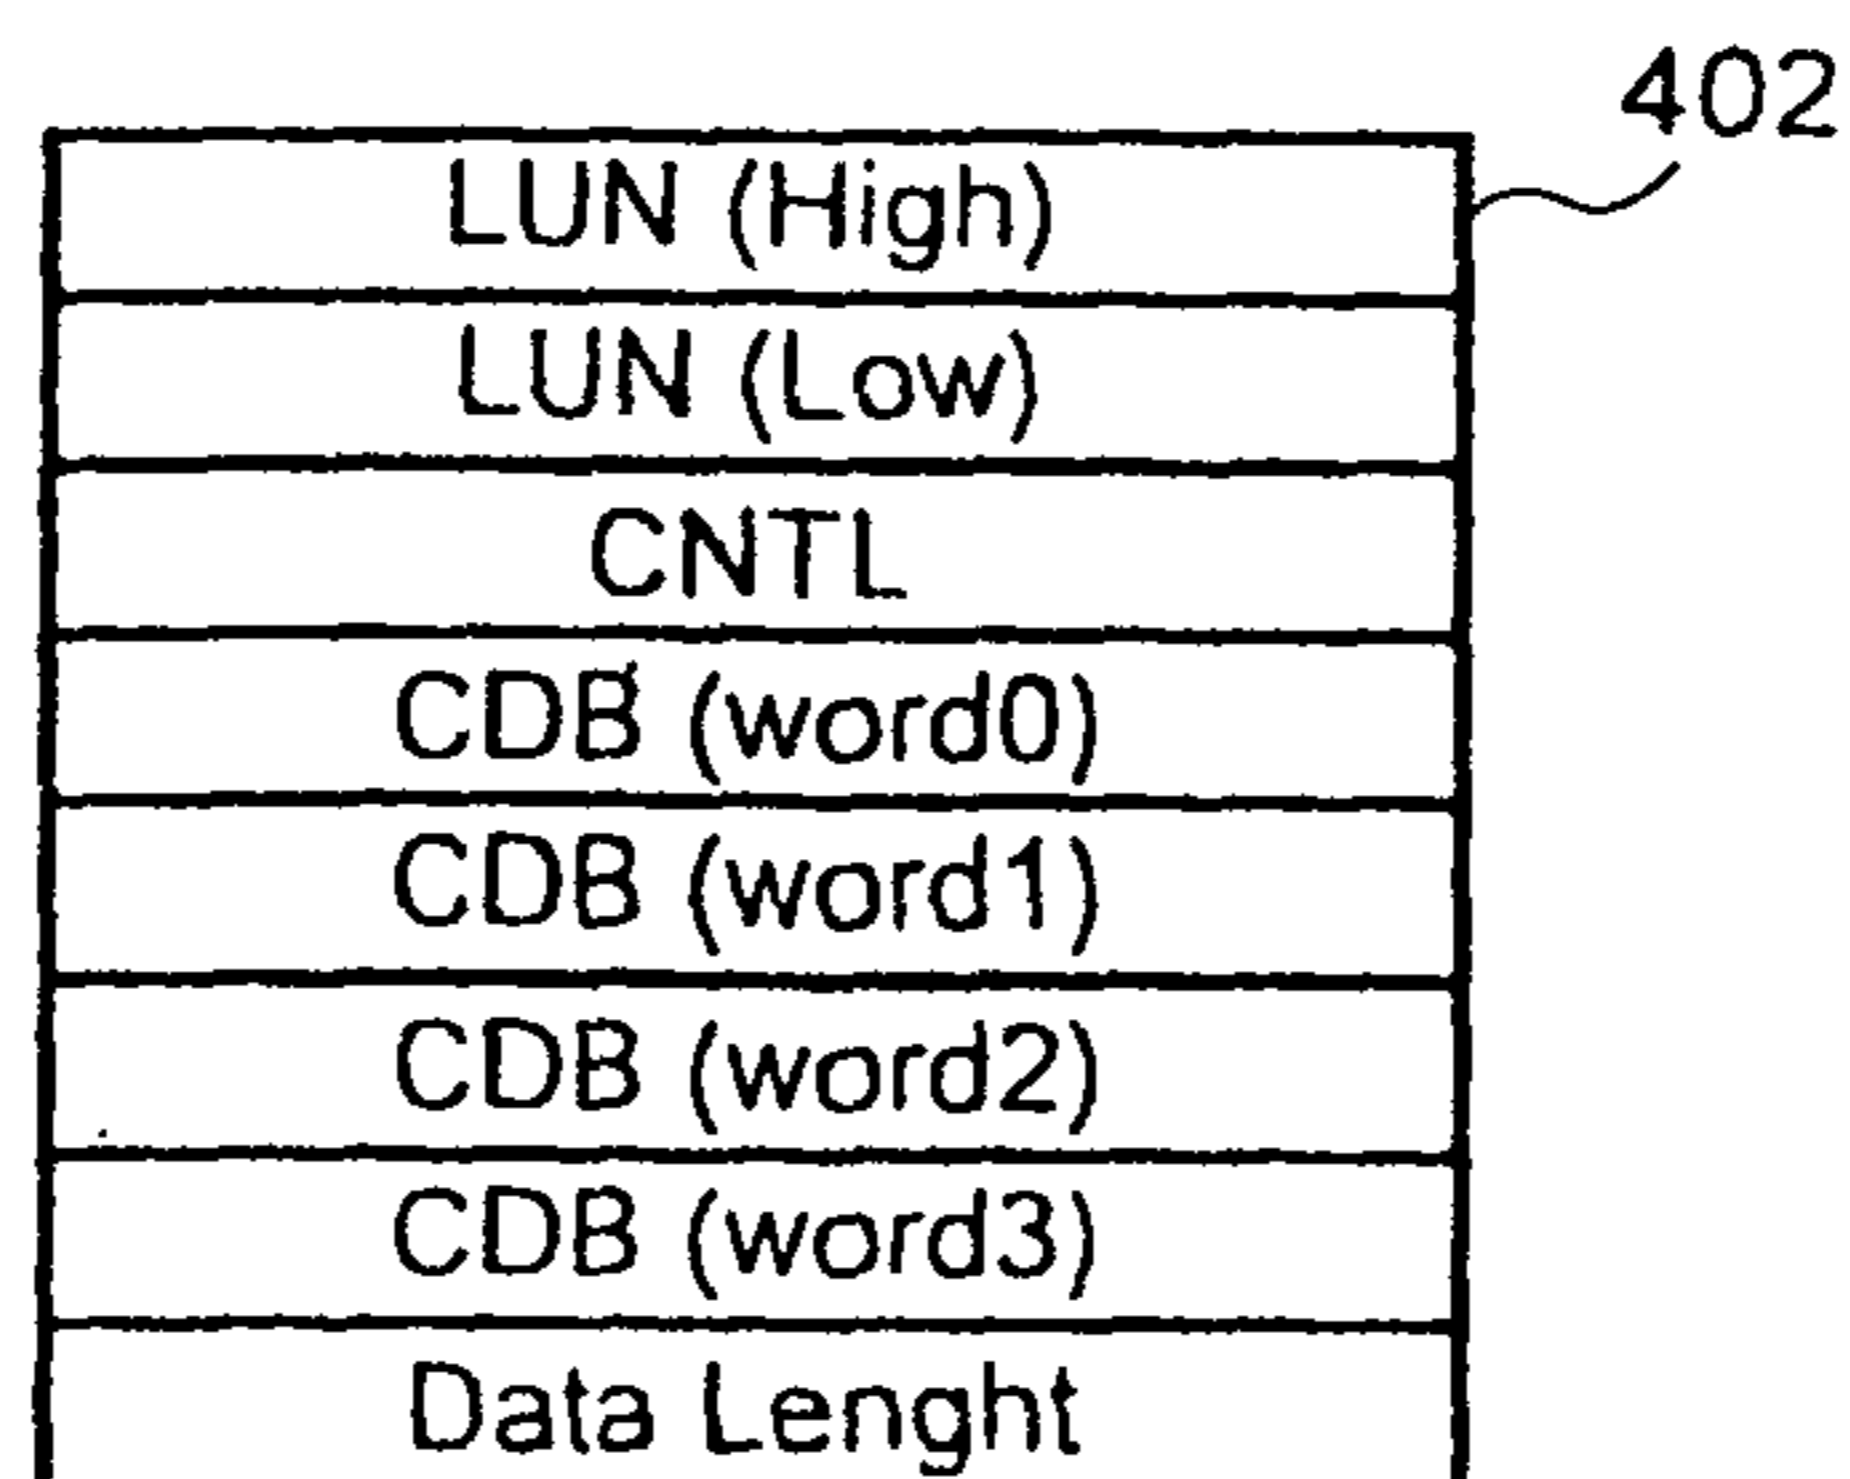 402
LUN (High)
LUN (Low)
CNTL
CDB (word0)
CDB (word1)
CDB (word2)
CDB (word3)
Data Lenght